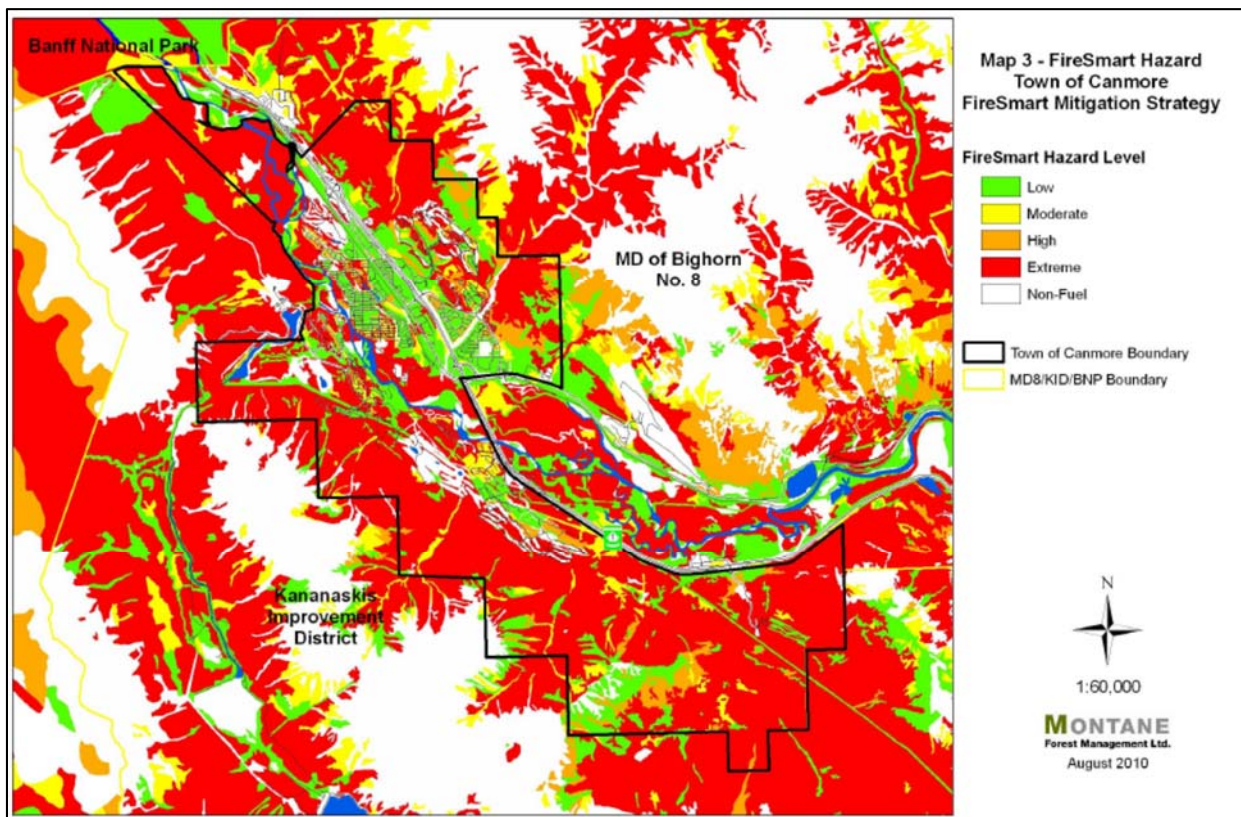 Banff National Park
MD of Bighorn
No. 8
Kananaskis
Improvement
District
Map 3 - FireSmart Hazard
Town of Canmore
FireSmart Mitigation Strategy
FireSmart Hazard Level
Low
Moderate
High
Extreme
Non-Fuel
Town of Canmore Boundary
MD8/KID/BNP Boundary
N
1:60,000
MONTANE
Forest Management Ltd.
August 2010